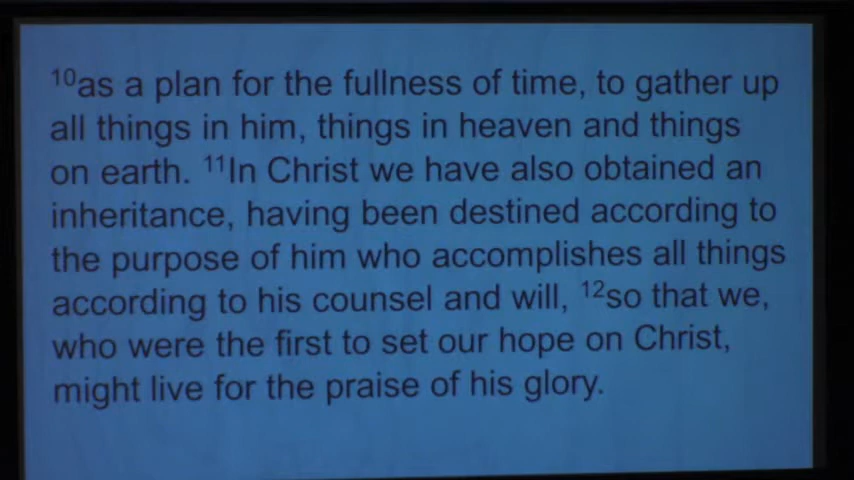 ¹⁰as a plan for the fullness of time, to gather up
all things in him, things in heaven and things
on earth. ¹¹In Christ we have also obtained an
inheritance, having been destined according to
the purpose of him who accomplishes all things
according to his counsel and will, ¹²so that we,
who were the first to set our hope on Christ,
might live for the praise of his glory.